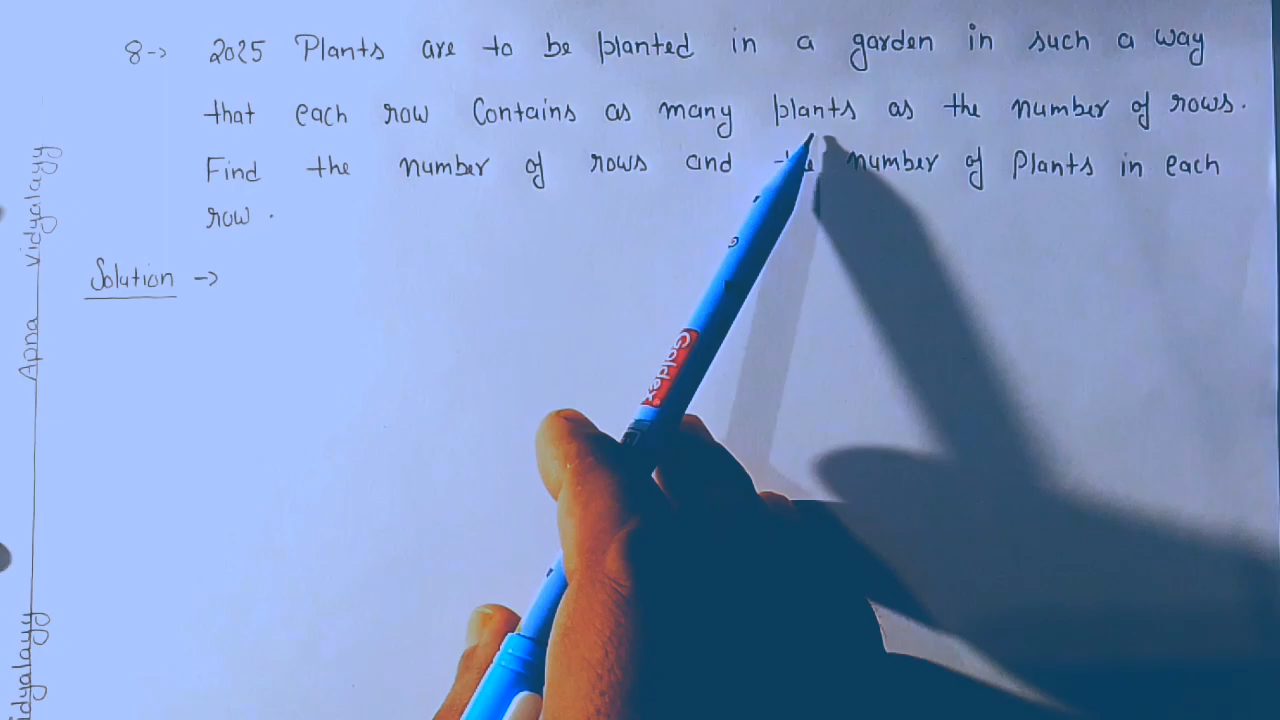 8-> 2025 Plants are to be planted in a garden in such a way
that each row Contains as many plants as the number of rows.
Find the number of rows and the number of Plants in each
row.
Solution ->
Apna Vidyalayy
idyalayy
Goldex